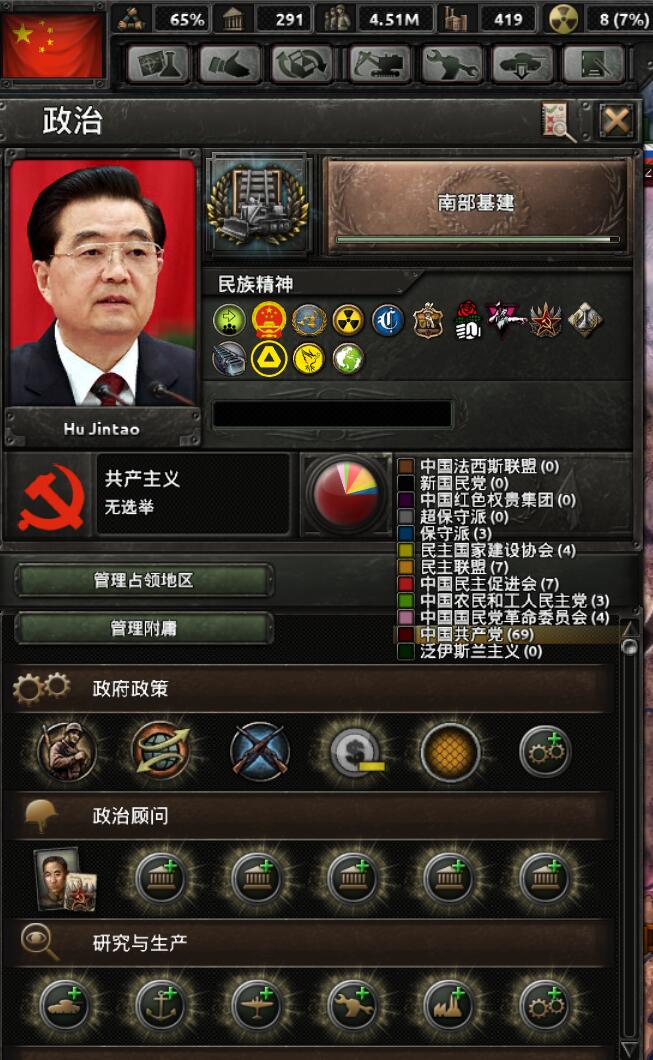 65% 291 4.51M 419 8 (7%)
政治
南部基建
民族精神
Hu Jintao
共产主义
无选举
中国法西斯联盟 (0)
新国民党 (0)
中国红色权贵集团 (0)
超保守派 (0)
保守派 (3)
民主国家建设协会 (4)
民主联盟 (7)
中国民主促进会 (7)
中国农民和工人民主党 (3)
中国国民党革命委员会 (4)
中国共产党 (69)
泛伊斯兰主义 (0)
管理占领地区
管理附庸
政府政策
政治顾问
研究与生产